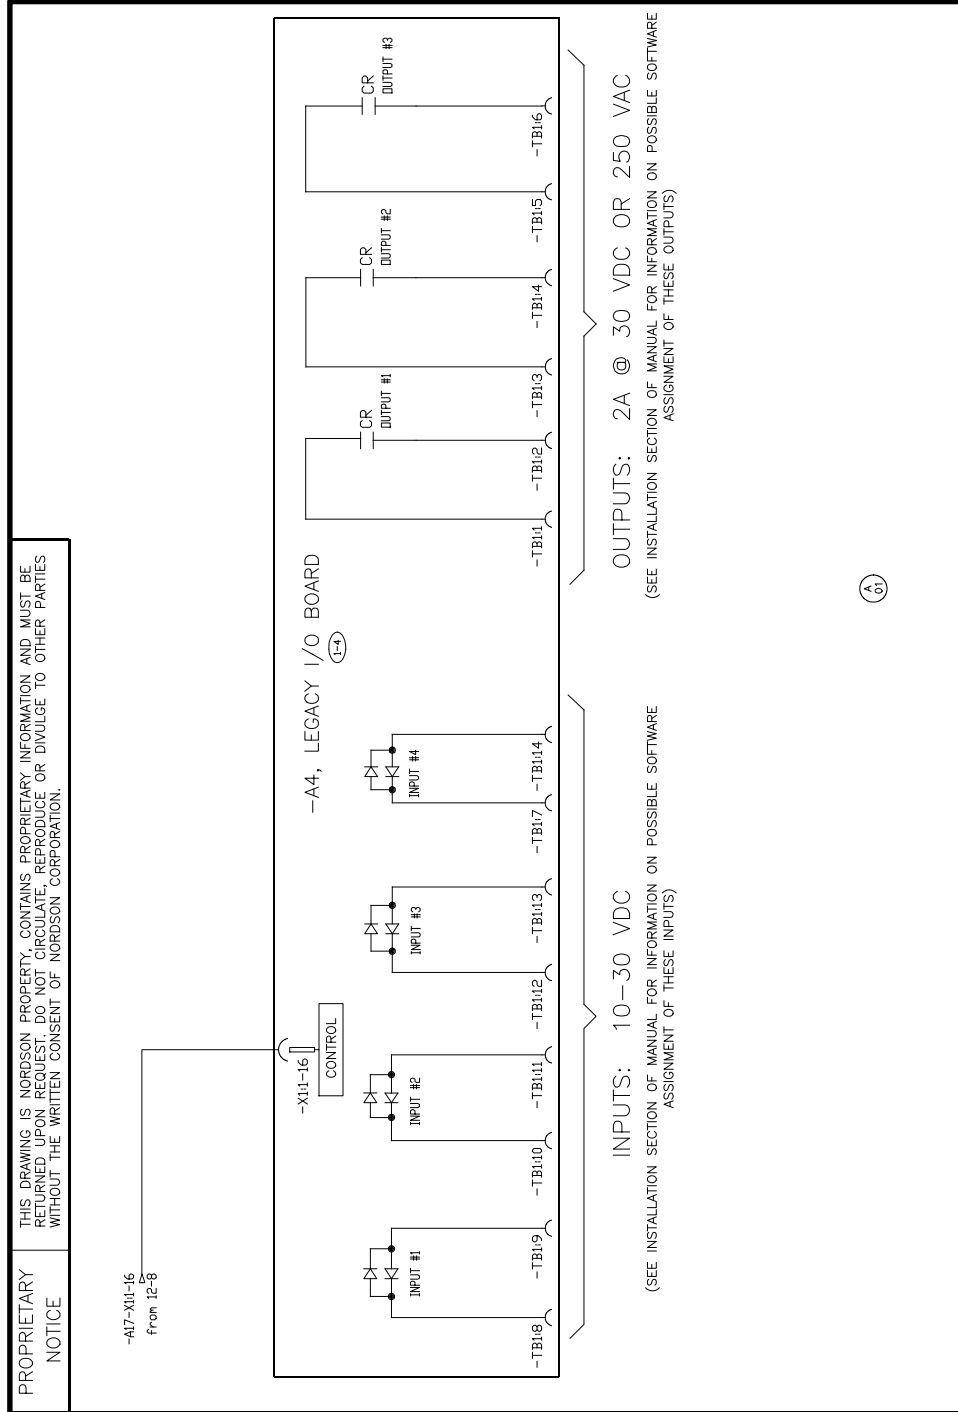 PROPRIETARY
NOTICE
THIS DRAWING IS NORDSON PROPERTY, CONTAINS PROPRIETARY INFORMATION AND MUST BE
RETURNED UPON REQUEST. DO NOT CIRCULATE, REPRODUCE OR DIVULGE TO OTHER PARTIES
WITHOUT THE WRITTEN CONSENT OF NORDSON CORPORATION.
-A17-X1:1-16
from 12-8
-X1:1-16
CONTROL
-A4, LEGACY I/O BOARD
1-4
INPUT #1
INPUT #2
INPUT #3
INPUT #4
CR
OUTPUT #1
CR
OUTPUT #2
CR
OUTPUT #3
-TB1:8
-TB1:9
-TB1:10
-TB1:11
-TB1:12
-TB1:13
-TB1:7
-TB1:14
-TB1:1
-TB1:2
-TB1:3
-TB1:4
-TB1:5
-TB1:6
INPUTS: 10-30 VDC
(SEE INSTALLATION SECTION OF MANUAL FOR INFORMATION ON POSSIBLE SOFTWARE
ASSIGNMENT OF THESE INPUTS)
OUTPUTS: 2A @ 30 VDC OR 250 VAC
(SEE INSTALLATION SECTION OF MANUAL FOR INFORMATION ON POSSIBLE SOFTWARE
ASSIGNMENT OF THESE OUTPUTS)
A
01